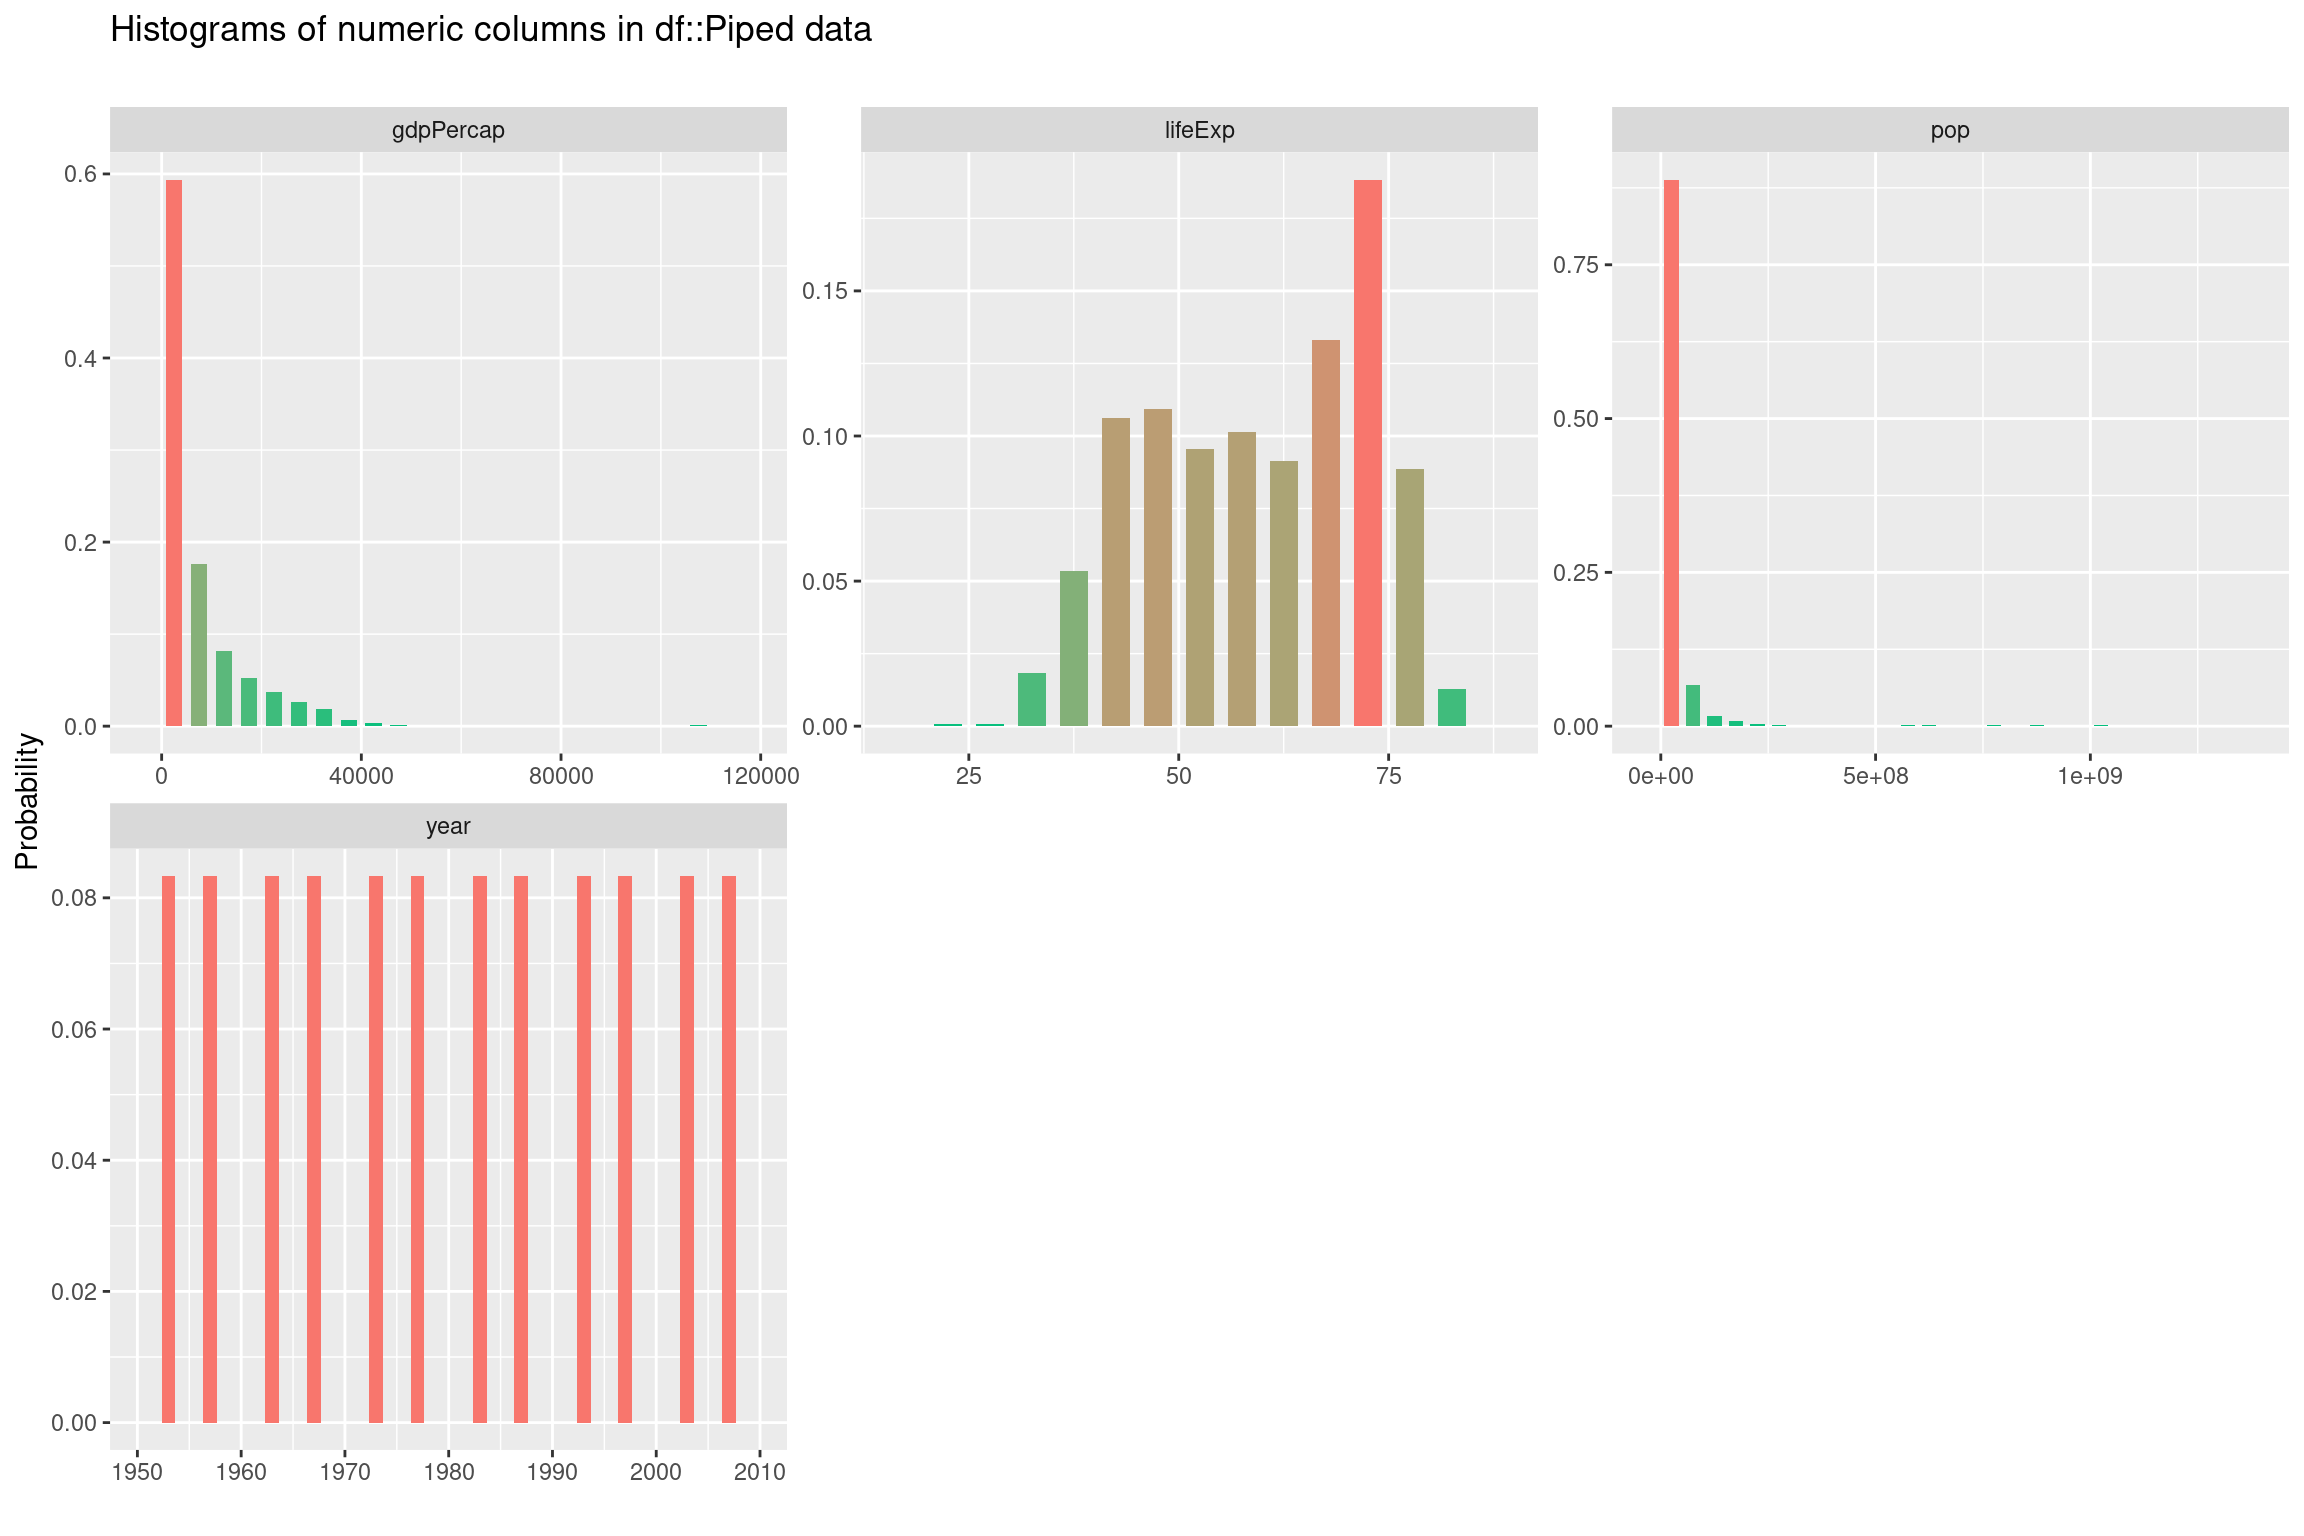 Histograms of numeric columns in df::Piped data
gdpPercap
lifeExp
pop
0.6
0.4
0.2
0.0
0 40000 80000 120000
0.15
0.10
0.05
0.00
25 50 75
0.75
0.50
0.25
0.00
0e+00 5e+08 1e+09
Probability
year
0.08
0.06
0.04
0.02
0.00
1950 1960 1970 1980 1990 2000 2010